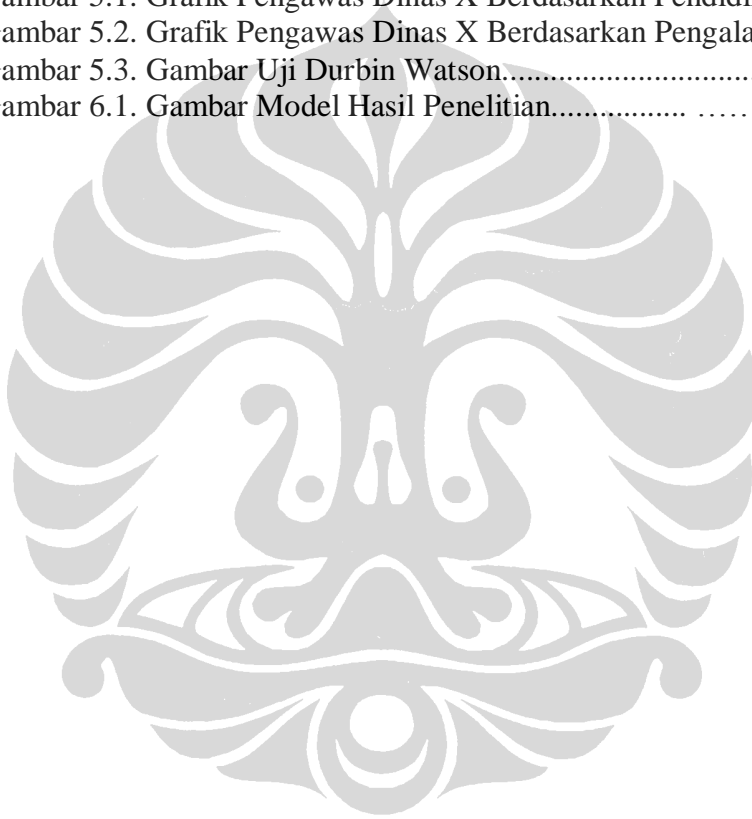 ambar 5.1. Grafik Pengawas Dinas X Berdasarkan Pendidi
ambar 5.2. Grafik Pengawas Dinas X Berdasarkan Pengala
ambar 5.3. Gambar Uji Durbin Watson..............................
ambar 6.1. Gambar Model Hasil Penelitian................ .....